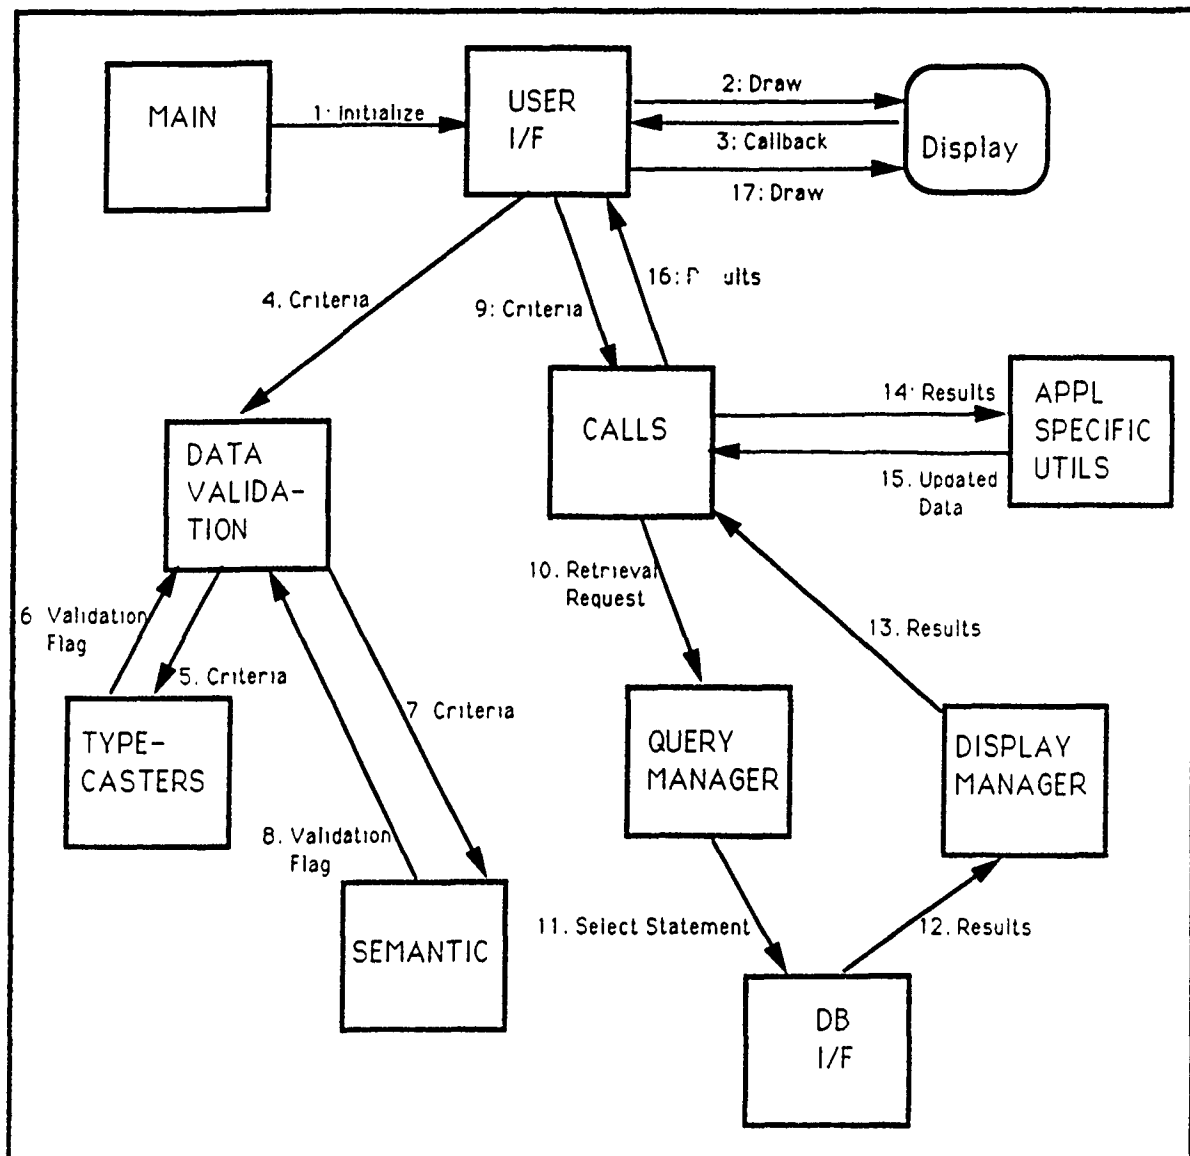 MAIN
1: Initialize
USER
I/F
2: Draw
3: Callback
17: Draw
Display
4. Criteria
9: Criteria
16:
DATA
VALIDA-
TION
CALLS
14: Results
15. Updated
Data
APPL
SPECIFIC
UTILS
6 Validation
Flag
5. Criteria
7 Criteria
10. Retrieval
Request
13. Results
TYPE-
CASTERS
QUERY
MANAGER
DISPLAY
MANAGER
8. Validation
Flag
11. Select Statement
12. Results
SEMANTIC
DB
I/F